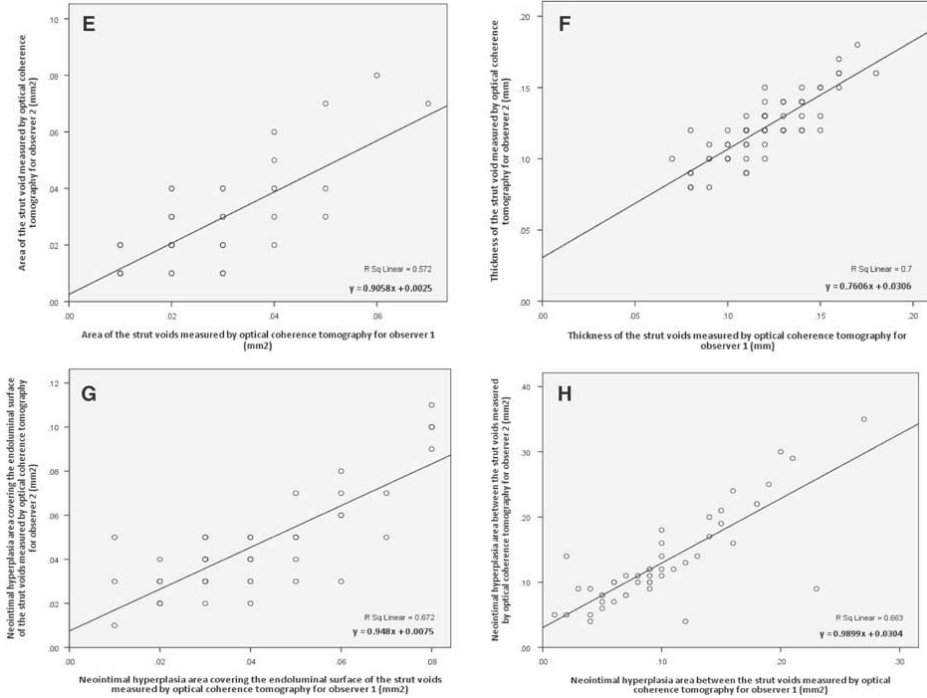 E
Area of the strut void measured by optical coherence
tomography for observer 2 (mm2)
.10
.08
.06
.04
.02
.00
R Sq Linear = 0.572
y = 0.9058x + 0.0025
.00 .02 .04 .06
Area of the strut voids measured by optical coherence tomography for observer 1
(mm2)
F
Thickness of the strut void measured by optical coherence
tomography for observer 2 (mm)
.20
.15
.10
.05
.00
R Sq Linear = 0.7
y = 0.7606x + 0.0306
.00 .05 .10 .15 .20
Thickness of the strut voids measured by optical coherence tomography for
observer 1 (mm)
G
Neointimal hyperplasia area covering the endoluminal surface
of the strut voids measured by optical coherence tomography
for observer 2 (mm2)
.12
.10
.08
.06
.04
.02
.00
R Sq Linear = 0.672
y = 0.948x + 0.0075
.00 .02 .04 .06 .08
Neointimal hyperplasia area covering the endoluminal surface of the strut voids
measured by optical coherence tomography for observer 1 (mm2)
H
Neointimal hyperplasia area between the strut voids measured
by optical coherence tomography for observer 2 (mm2)
.40
.30
.20
.10
.00
R Sq Linear = 0.663
y = 0.9899x + 0.0304
.00 .10 .20 .30
Neointimal hyperplasia area between the strut voids measured by optical
coherence tomography for observer 1 (mm2)